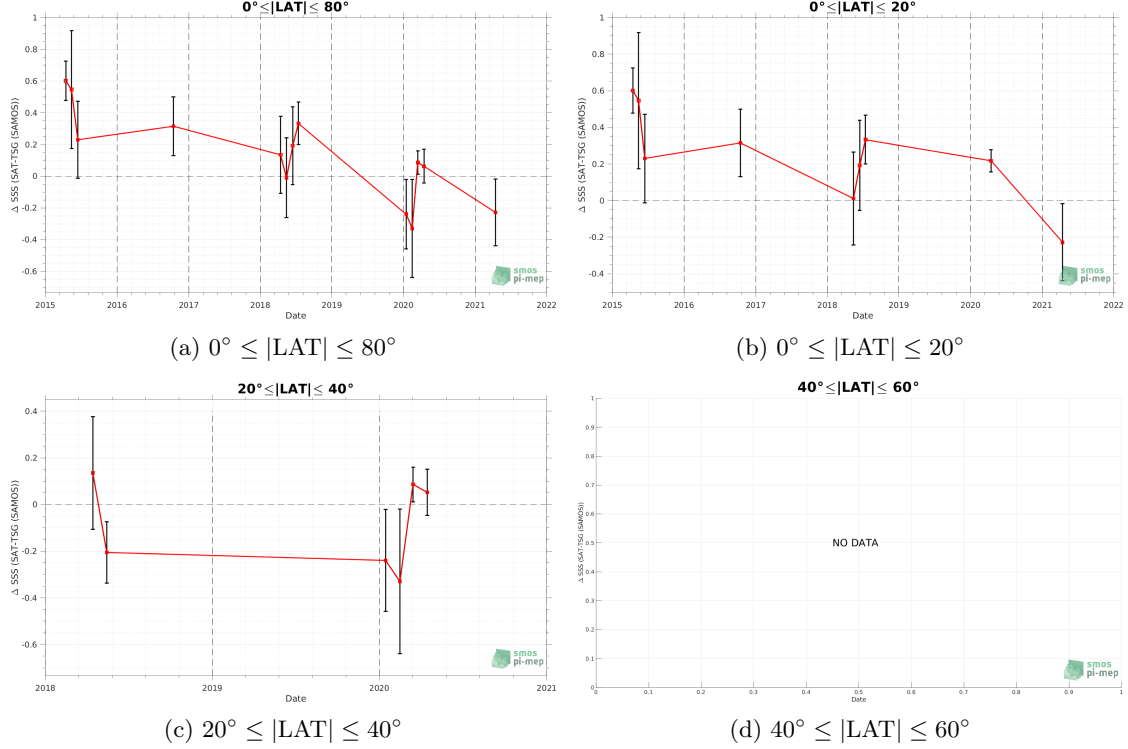 0°≤|LAT|≤ 80°
1
0.8
0.6
0.4
0.2
0
-0.2
-0.4
-0.6
Δ SSS (SAT-TSG (SAMOS))
2015 2016 2017 2018 2019 2020 2021 2022
Date
smos
pi-mep
(a) 0° ≤ |LAT| ≤ 80°
0°≤|LAT|≤ 20°
1
0.8
0.6
0.4
0.2
0
-0.2
-0.4
Δ SSS (SAT-TSG (SAMOS))
2015 2016 2017 2018 2019 2020 2021 2022
Date
smos
pi-mep
(b) 0° ≤ |LAT| ≤ 20°
20°≤|LAT|≤ 40°
0.4
0.2
0
-0.2
-0.4
-0.6
Δ SSS (SAT-TSG (SAMOS))
2018 2019 2020 2021
Date
smos
pi-mep
(c) 20° ≤ |LAT| ≤ 40°
40°≤|LAT|≤ 60°
1
0.9
0.8
0.7
0.6
0.5
0.4
0.3
0.2
0.1
0
Δ SSS (SAT-TSG (SAMOS))
NO DATA
0 0.1 0.2 0.3 0.4 0.5 0.6 0.7 0.8 0.9 1
Date
smos
pi-mep
(d) 40° ≤ |LAT| ≤ 60°